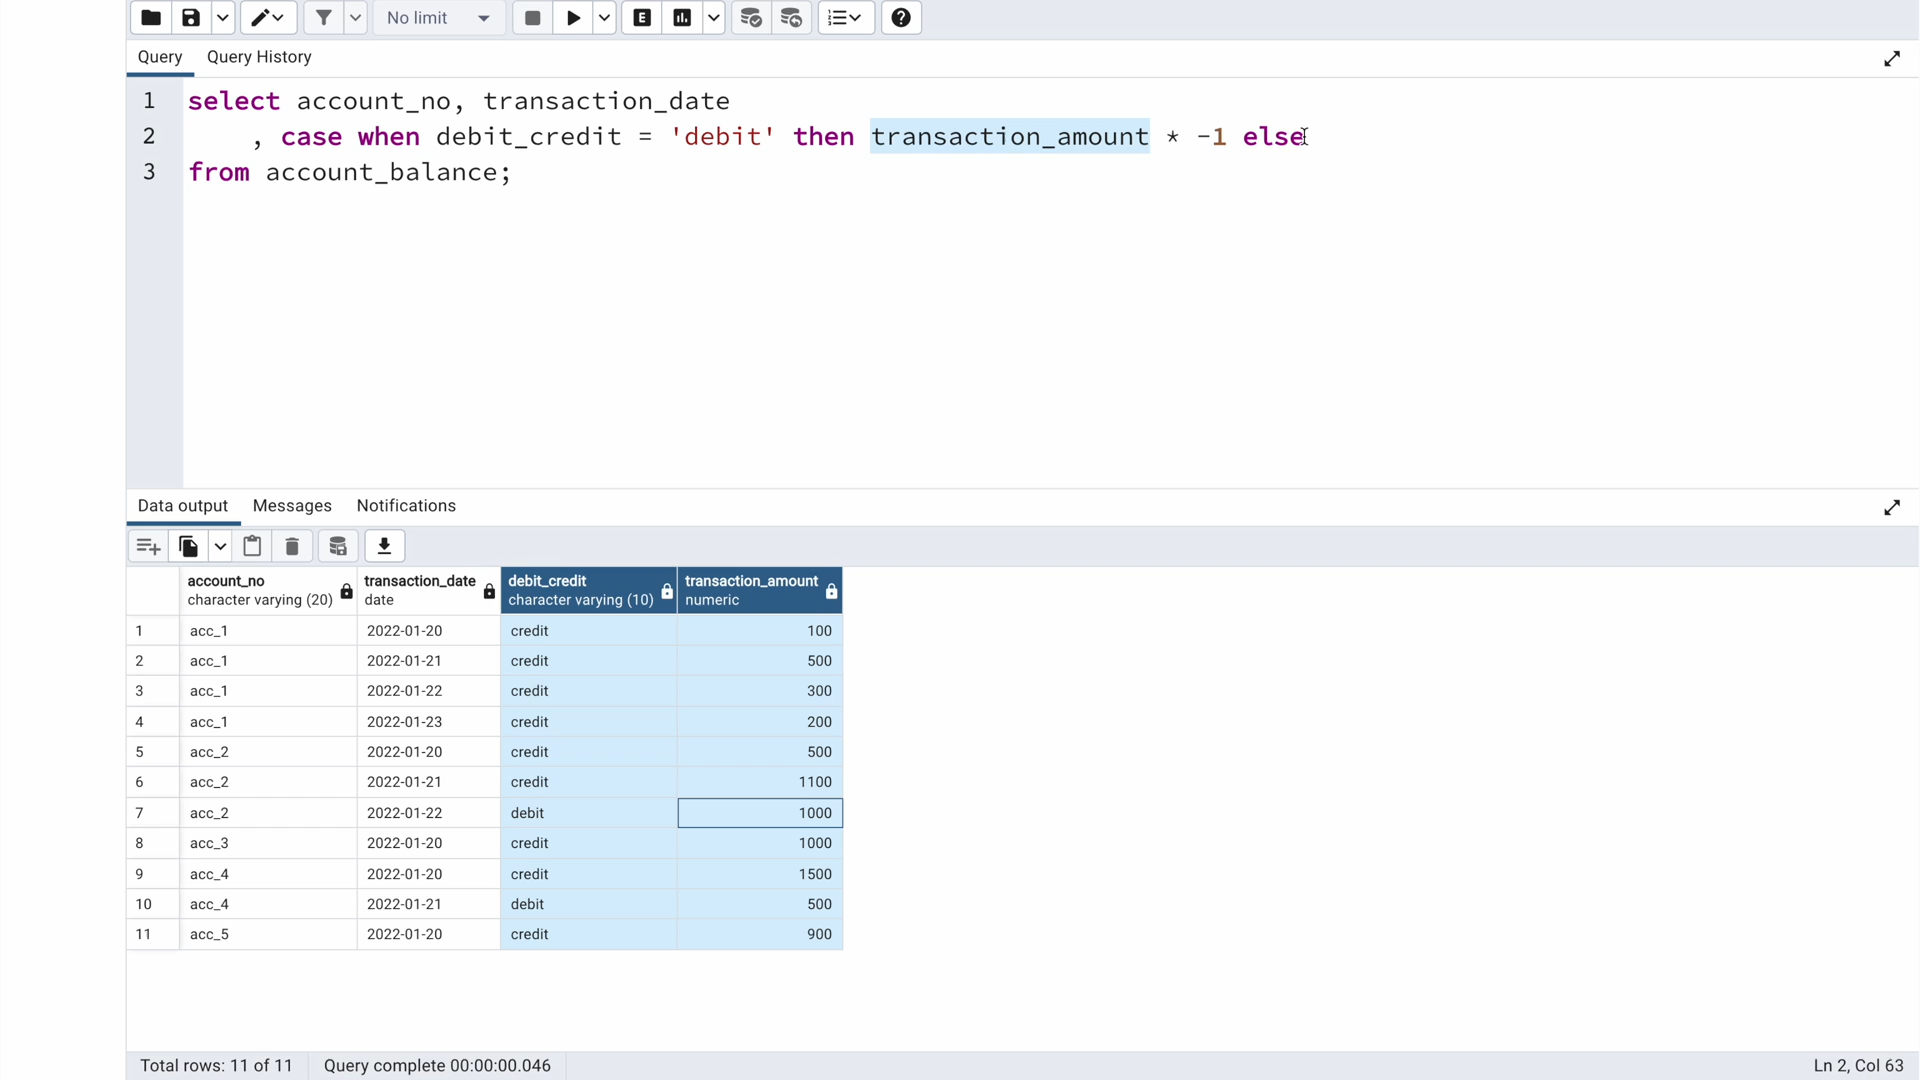 No limit
E
?
Query Query History
1 select account_no, transaction_date
2 , case when debit_credit = 'debit' then transaction_amount * -1 else
3 from account_balance;
Data output Messages Notifications
account_no transaction_date debit_credit transaction_amount
character varying (20) date character varying (10) numeric
1 acc_1 2022-01-20 credit 100
2 acc_1 2022-01-21 credit 500
3 acc_1 2022-01-22 credit 300
4 acc_1 2022-01-23 credit 200
5 acc_2 2022-01-20 credit 500
6 acc_2 2022-01-21 credit 1100
7 acc_2 2022-01-22 debit 1000
8 acc_3 2022-01-20 credit 1000
9 acc_4 2022-01-20 credit 1500
10 acc_4 2022-01-21 debit 500
11 acc_5 2022-01-20 credit 900
Total rows: 11 of 11 Query complete 00:00:00.046 Ln 2, Col 63